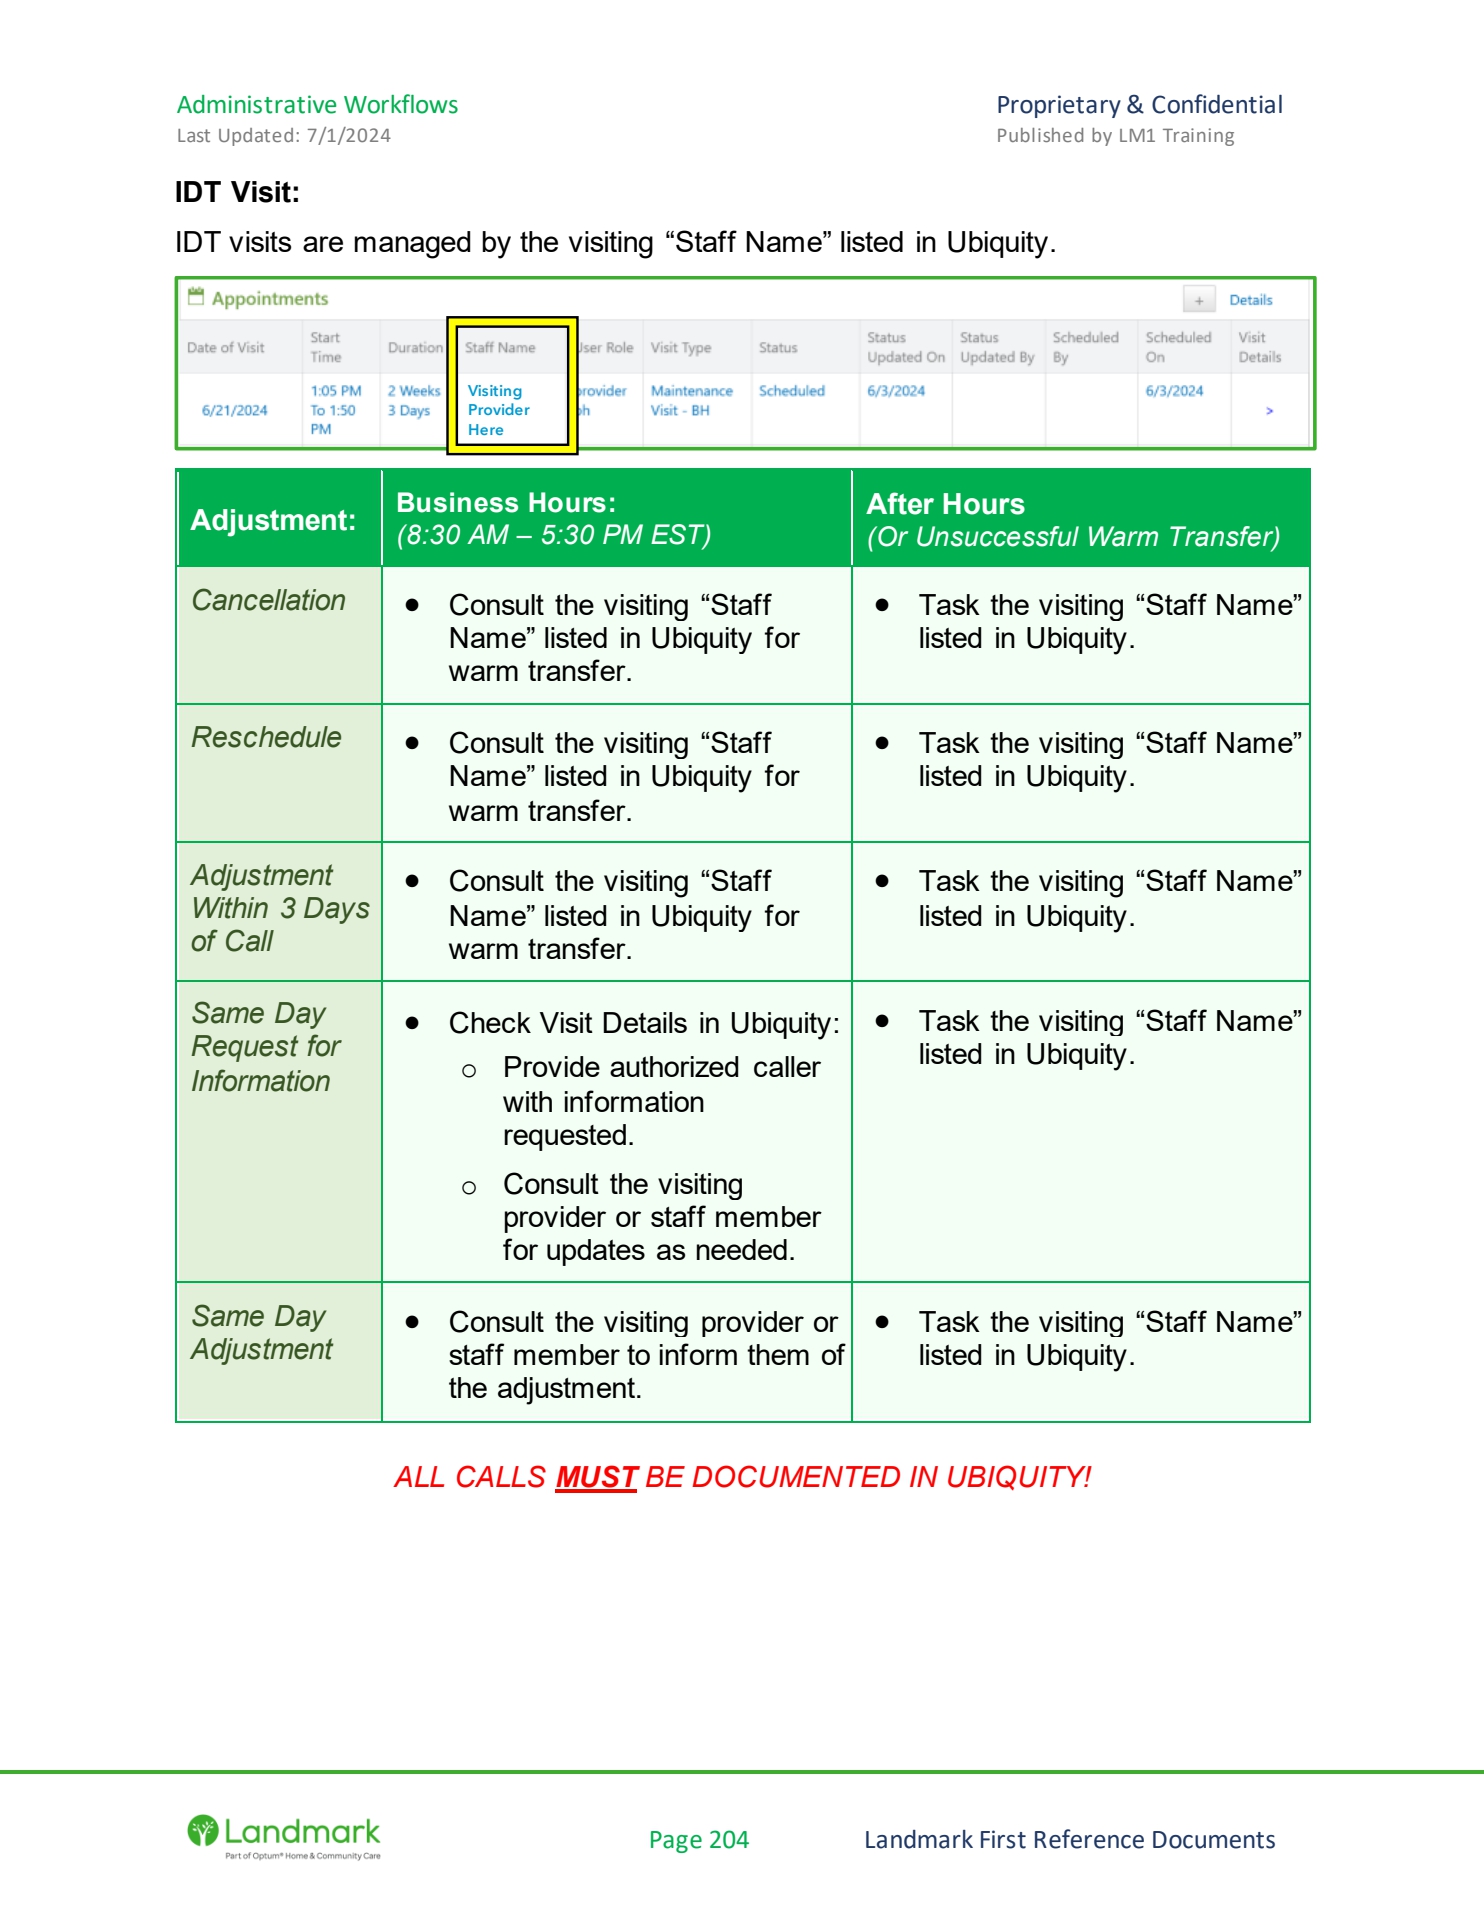 Administrative Workflows
Proprietary & Confidential
Last Updated: 7/1/2024
Published by LM1 Training
IDT Visit:
IDT visits are managed by the visiting “Staff Name” listed in Ubiquity.
Appointments
+
Details
Date of Visit
Start
Time
Duration
Staff Name
User Role
Visit Type
Status
Status
Updated On
Status
Updated By
Scheduled
By
Scheduled
On
Visit
Details
6/21/2024
1:05 PM
To 1:50
PM
2 Weeks
3 Days
Visiting
Provider
Here
provider
Maintenance
Visit - BH
Scheduled
6/3/2024
6/3/2024
>
Adjustment:
Business Hours:
(8:30 AM – 5:30 PM EST)
After Hours
(Or Unsuccessful Warm Transfer)
Cancellation
• Consult the visiting “Staff
Name” listed in Ubiquity for
warm transfer.
• Task the visiting “Staff Name”
listed in Ubiquity.
Reschedule
• Consult the visiting “Staff
Name” listed in Ubiquity for
warm transfer.
• Task the visiting “Staff Name”
listed in Ubiquity.
Adjustment
Within 3 Days
of Call
• Consult the visiting “Staff
Name” listed in Ubiquity for
warm transfer.
• Task the visiting “Staff Name”
listed in Ubiquity.
Same Day
Request for
Information
• Check Visit Details in Ubiquity:
o Provide authorized caller
with information
requested.
o Consult the visiting
provider or staff member
for updates as needed.
• Task the visiting “Staff Name”
listed in Ubiquity.
Same Day
Adjustment
• Consult the visiting provider or
staff member to inform them of
the adjustment.
• Task the visiting “Staff Name”
listed in Ubiquity.
ALL CALLS MUST BE DOCUMENTED IN UBIQUITY!
Landmark
Part of Optum® Home & Community Care
Page 204
Landmark First Reference Documents